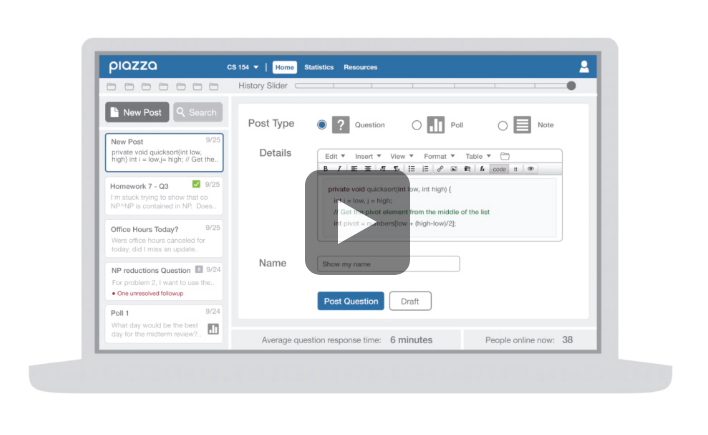 piazza
CS 154 ▼ | Home Statistics Resources
History Slider
New Post
Search
New Post 9/25
private void quicksort(int low,
high) int i = low,j= high; // Get the..
Homework 7 - Q3 9/25
I'm stuck trying to show that co
NP^NP is contained in NP. Does..
Office Hours Today? 9/25
Were office hours canceled for
today, did I miss an update..
NP reductions Question 9/24
For problem 2, I want to use the..
• One unresolved followup
Poll 1 9/24
What day would be the best
day for the midterm review?..
Post Type
? Question
Poll
Note
Details
Edit ▼ Insert ▼ View ▼ Format ▼ Table ▼
B I code tt
private void quicksort(int low, int high) {
int i = low, j = high;
// Get the pivot element from the middle of the list
int pivot = numbers[low + (high-low)/2];
Name
Show my name
Post Question
Draft
Average question response time: 6 minutes
People online now: 38